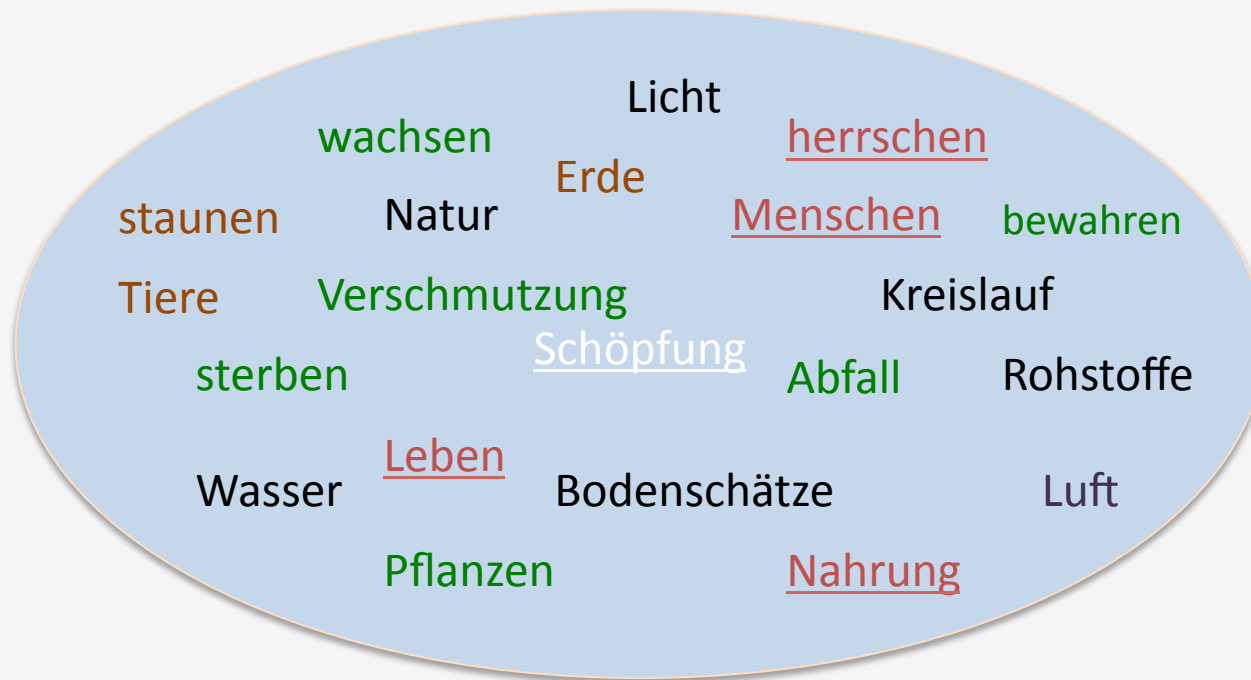 Licht
wachsen
herrschen
Erde
staunen
Natur
Menschen
bewahren
Tiere
Verschmutzung
Kreislauf
Schöpfung
sterben
Abfall
Rohstoffe
Leben
Wasser
Bodenschätze
Luft
Pflanzen
Nahrung